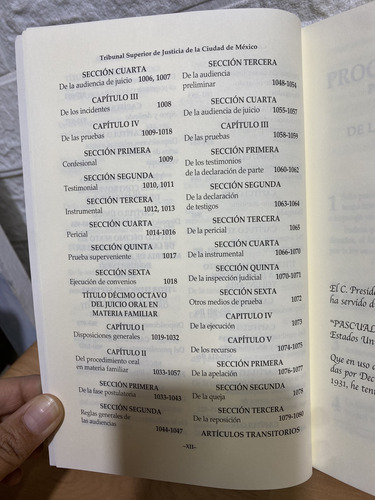 Tribunal Superior de Justicia de la Ciudad de México
SECCIÓN CUARTA
De la audiencia de juicio 1006, 1007
CAPÍTULO III
De los incidentes 1008
CAPÍTULO IV
De las pruebas 1009-1018
SECCIÓN PRIMERA
Confesional 1009
SECCIÓN SEGUNDA
Testimonial 1010, 1011
SECCIÓN TERCERA
Instrumental 1012, 1013
SECCIÓN CUARTA
Pericial 1014-1016
SECCIÓN QUINTA
Prueba superveniente 1017
SECCIÓN SEXTA
Ejecución de convenios 1018
TÍTULO DÉCIMO OCTAVO
DEL JUICIO ORAL EN
MATERIA FAMILIAR
CAPÍTULO I
Disposiciones generales 1019-1032
CAPÍTULO II
Del procedimiento oral
en materia familiar 1033-1057
SECCIÓN PRIMERA
De la fase postulatoria 1033-1043
SECCIÓN SEGUNDA
Reglas generales de
las audiencias 1044-1047
SECCIÓN TERCERA
De la audiencia
preliminar 1048-1054
SECCIÓN CUARTA
De la audiencia de juicio 1055-1057
CAPÍTULO III
De las pruebas 1058-1059
SECCIÓN PRIMERA
De los testimonios
de la declaración de parte 1060-1062
SECCIÓN SEGUNDA
De la declaración
de testigos 1063-1064
SECCIÓN TERCERA
De la pericial 1065
SECCIÓN CUARTA
De la instrumental 1066-1070
SECCIÓN QUINTA
De la inspección judicial 1070-1071
SECCIÓN SEXTA
Otros medios de prueba 1072
CAPÍTULO IV
De la ejecución 1073
CAPÍTULO V
De los recursos 1074-1075
SECCIÓN PRIMERA
De la apelación 1076-1077
SECCIÓN SEGUNDA
De la queja 1078
SECCIÓN TERCERA
De la reposición 1079-1080
ARTÍCULOS TRANSITORIOS
–XII–
PROC
DE L
El C. Presid
ha servido d
"PASCUAL
Estados Un
Que en uso d
por Dec
1931, he ten